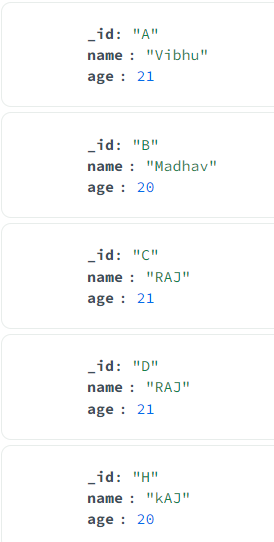 _id: "A"
name : "Vibhu"
age : 21
_id: "B"
name : "Madhav"
age : 20
_id: "C"
name : "RAJ"
age : 21
_id: "D"
name : "RAJ"
age : 21
_id: "H"
name : "kAJ"
age : 20